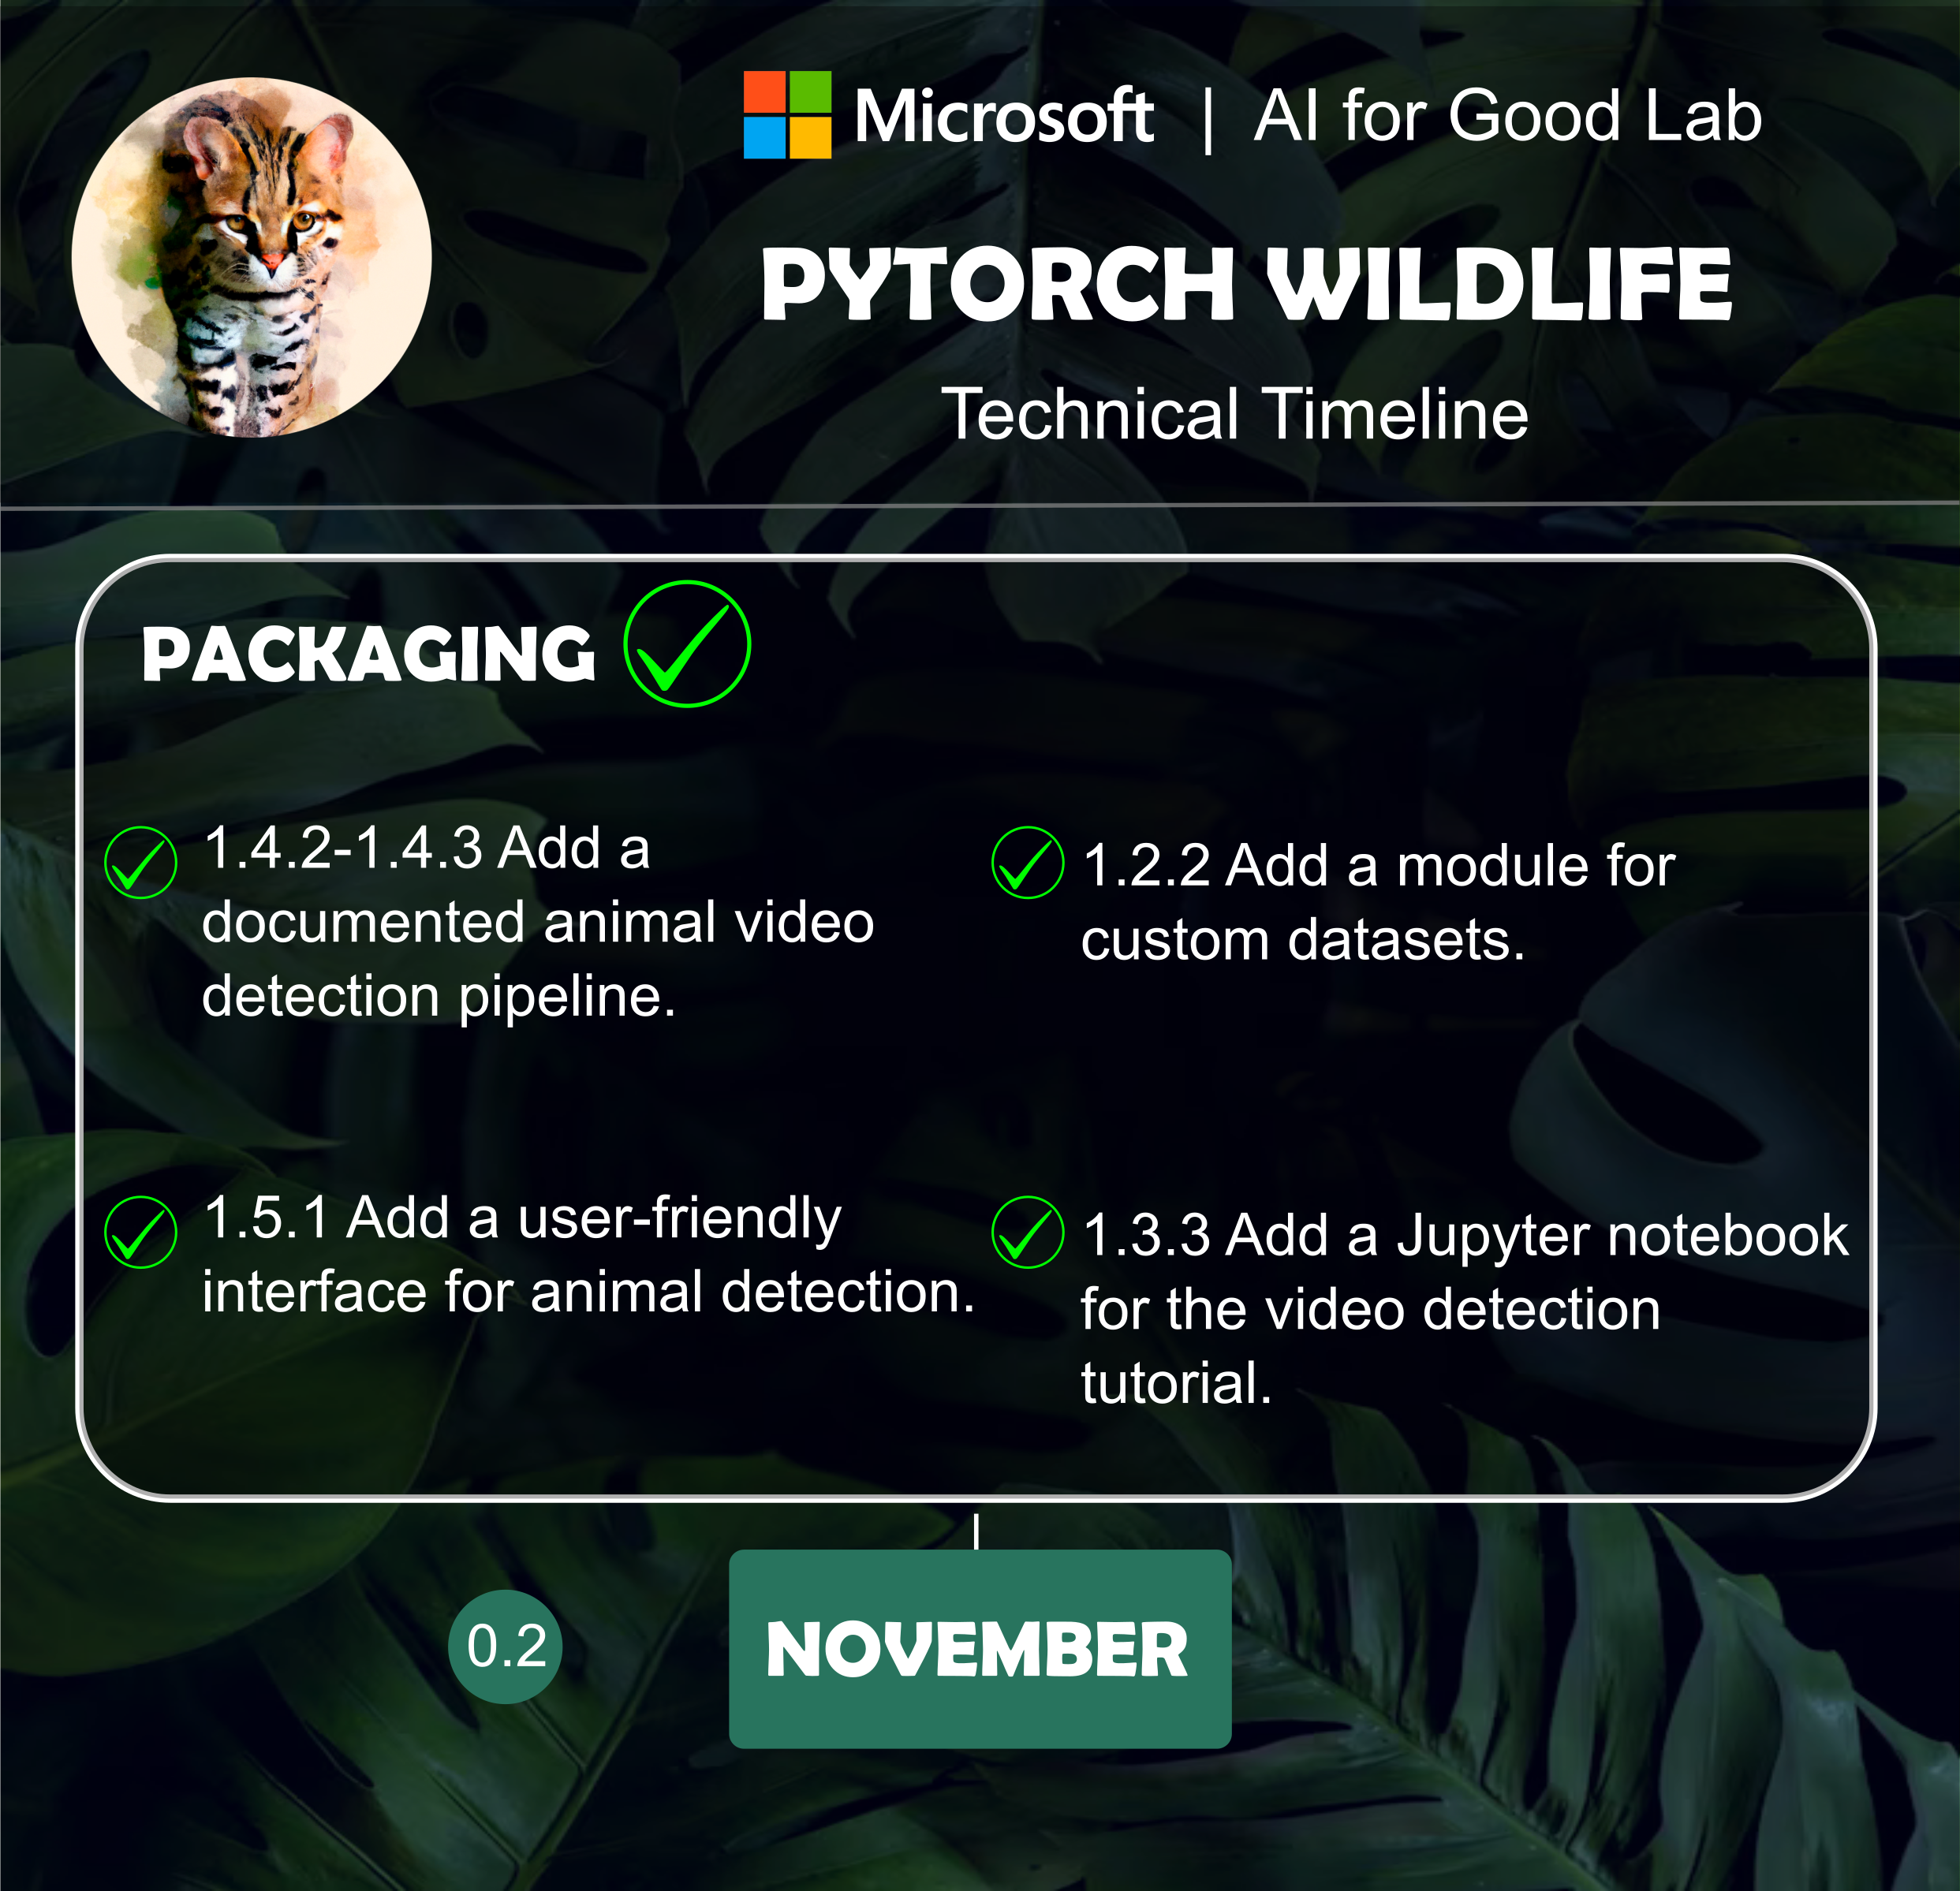 Microsoft | AI for Good Lab
PYTORCH WILDLIFE
Technical Timeline
PACKAGING
1.4.2-1.4.3 Add a
documented animal video
detection pipeline.
1.2.2 Add a module for
custom datasets.
1.5.1 Add a user-friendly
interface for animal detection.
1.3.3 Add a Jupyter notebook
for the video detection
tutorial.
0.2
NOVEMBER